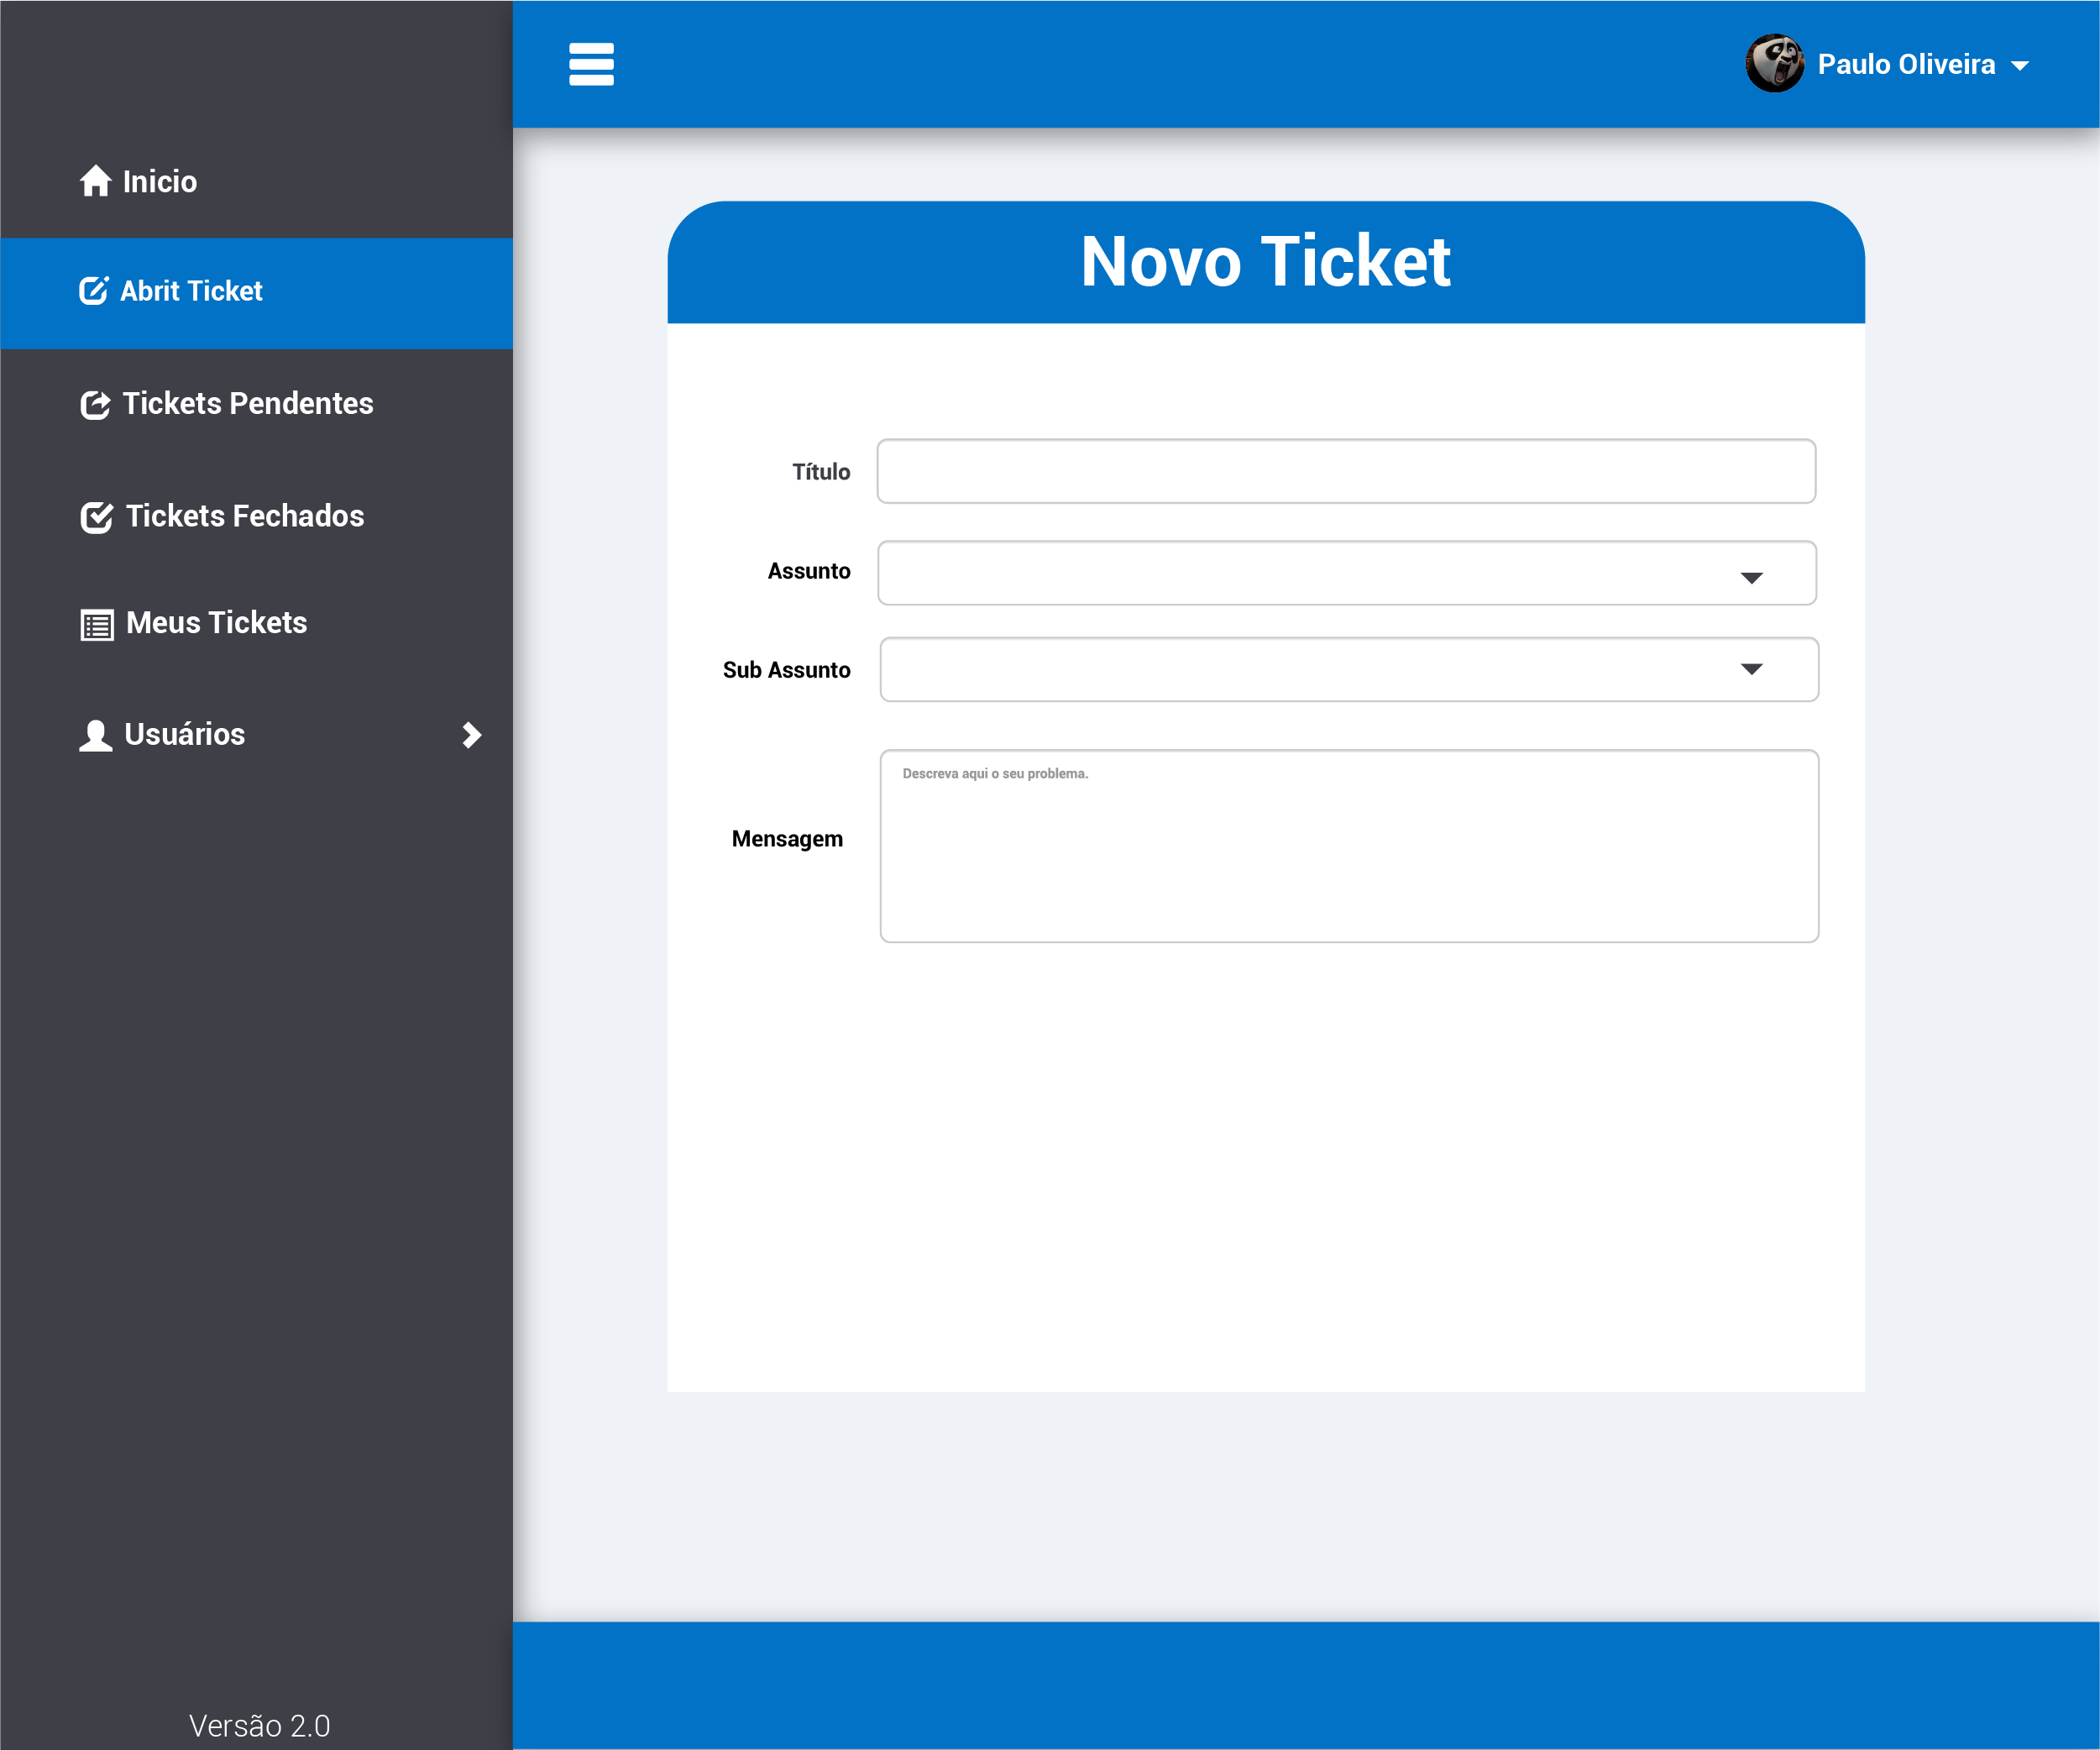 Paulo Oliveira
Inicio
Abrit Ticket
Tickets Pendentes
Tickets Fechados
Meus Tickets
Usuários
Versão 2.0
Novo Ticket
Título
Assunto
Sub Assunto
Mensagem
Descreva aqui o seu problema.